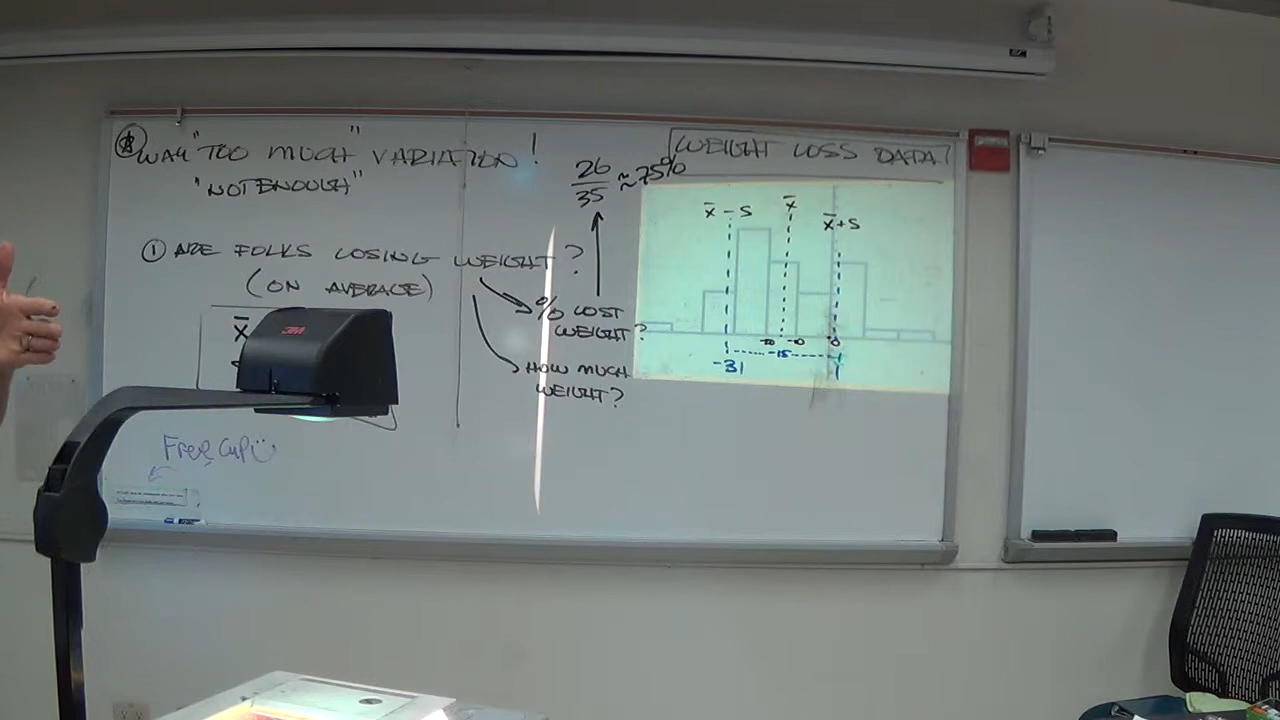 WAY "TOO MUCH" VARIATION!
"NOT ENOUGH"
① ARE FOLKS LOSING WEIGHT?
(ON AVERAGE)
x̄
3M
Free Cup
26
35
≈75%
% LOST
WEIGHT?
HOW MUCH
WEIGHT?
WEIGHT LOSS DATA
x̄ - S
x̄
x̄+S
-31
-15